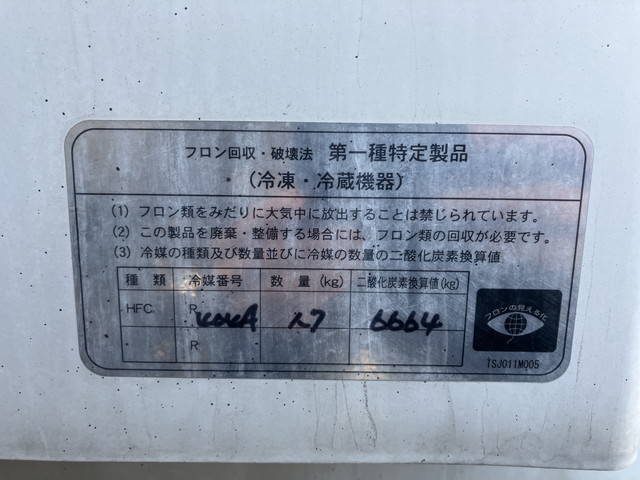 フロン回収・破壊法 第一種特定製品
(冷凍・冷蔵機器)
(1) フロン類をみだりに大気中に放出することは禁じられています。
(2) この製品を廃棄・整備する場合には、フロン類の回収が必要です。
(3) 冷媒の種類及び数量並びに冷媒の数量の二酸化炭素換算値
種類 冷媒番号 数量(kg) 二酸化炭素換算値(kg)
HFC R 404A 1.7 6664
R
フロンの見える化
TSJ011M005